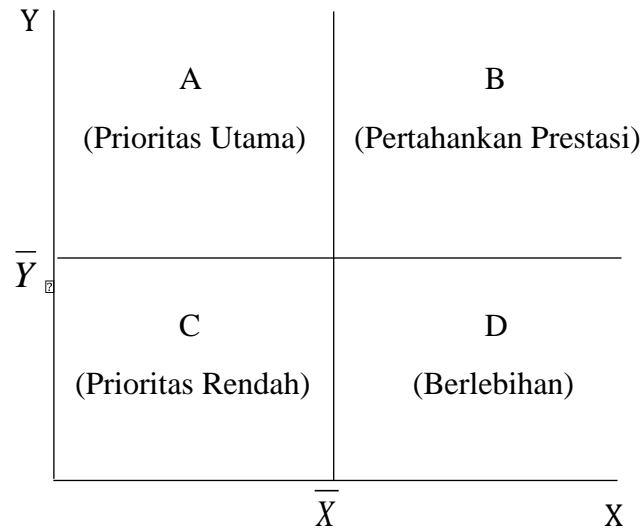 Y
A
B
(Prioritas Utama)
(Pertahankan Prestasi)
Y̅
C
D
(Prioritas Rendah)
(Berlebihan)
X̅
X